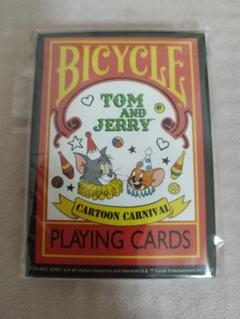 BICYCLE
TOM
AND
JERRY
CARTOON CARNIVAL
PLAYING CARDS